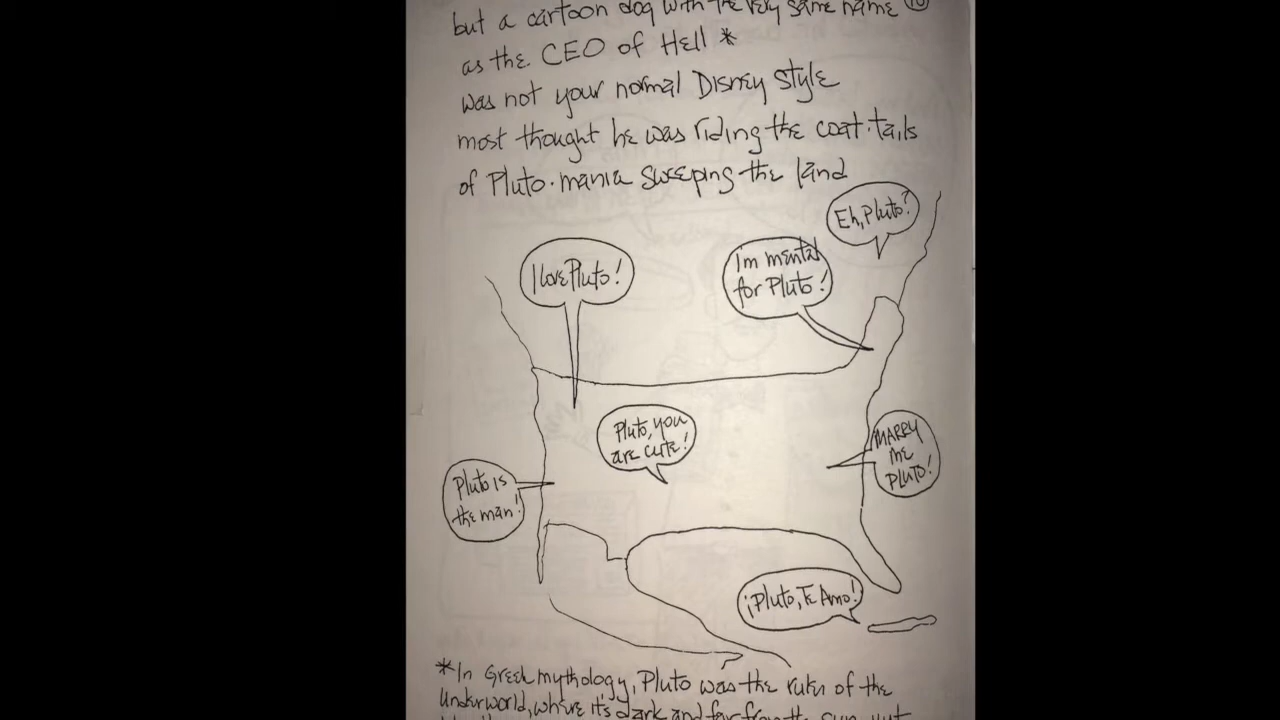 but a cartoon dog with the very same name 10
as the CEO of Hell *
was not your normal Disney Style
most thought he was riding the coat-tails
of Pluto-mania sweeping the land
Eh, Pluto?
I love Pluto!
I'm mental
for Pluto!
Pluto, you
are cute!
MARRY
ME
PLUTO!
Pluto is
the man!
¡Pluto, Te Amo!
*In Greek mythology, Pluto was the ruler of the
Underworld, where it's dark and far from the sun